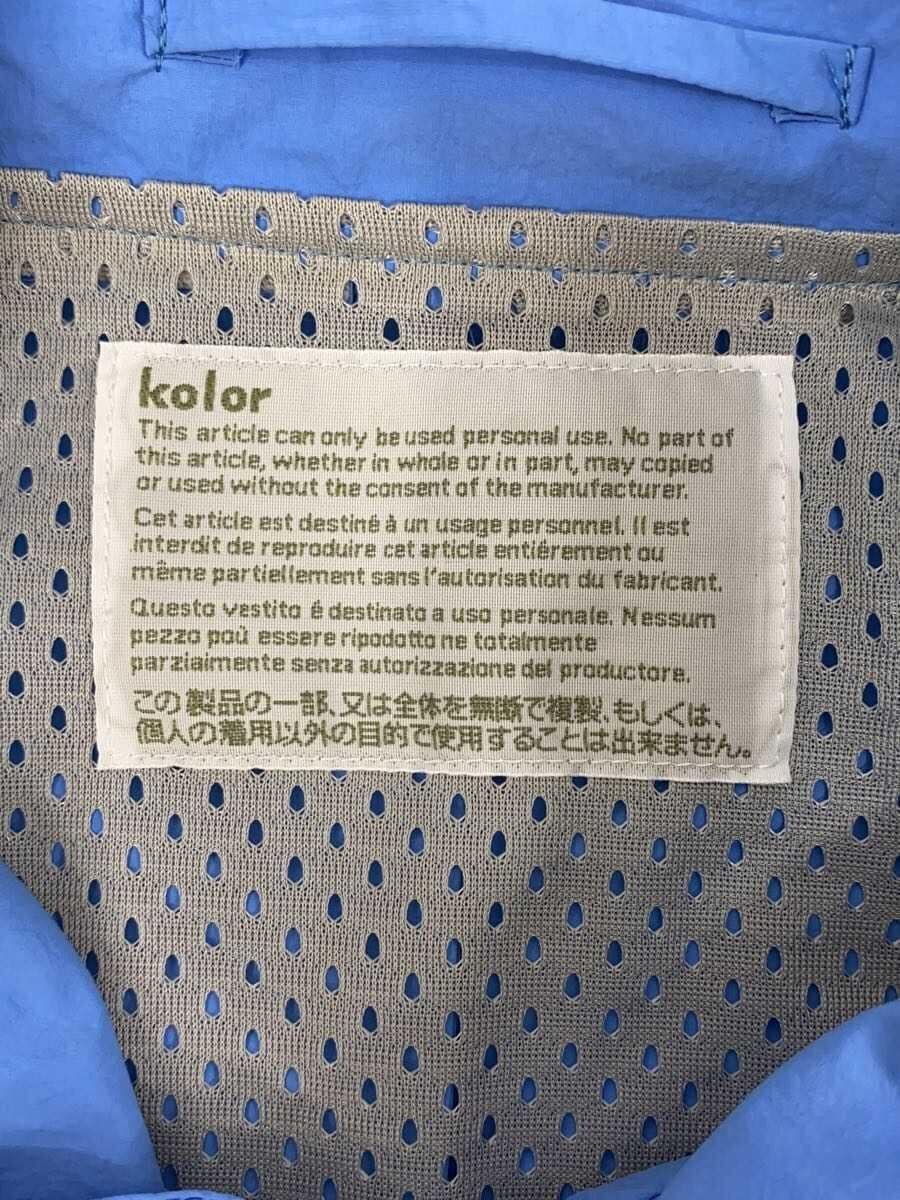 kolor
This article can only be used personal use. No part of
this article, whether in whole or in part, may copied
or used without the consent of the manufacturer.
Cet article est destiné à un usage personnel. Il est
interdit de reproduire cet article entiérement ou
même partiellement sans l'autorisation du fabricant.
Questo vestito é destinato a uso personale. Nessum
pezzo poù essere ripodotto ne totalmente
parziaimente senza autorizzazione del productore.
この製品の一部、又は全体を無断で複製、もしくは、
個人の着用以外の目的で使用することは出来ません。